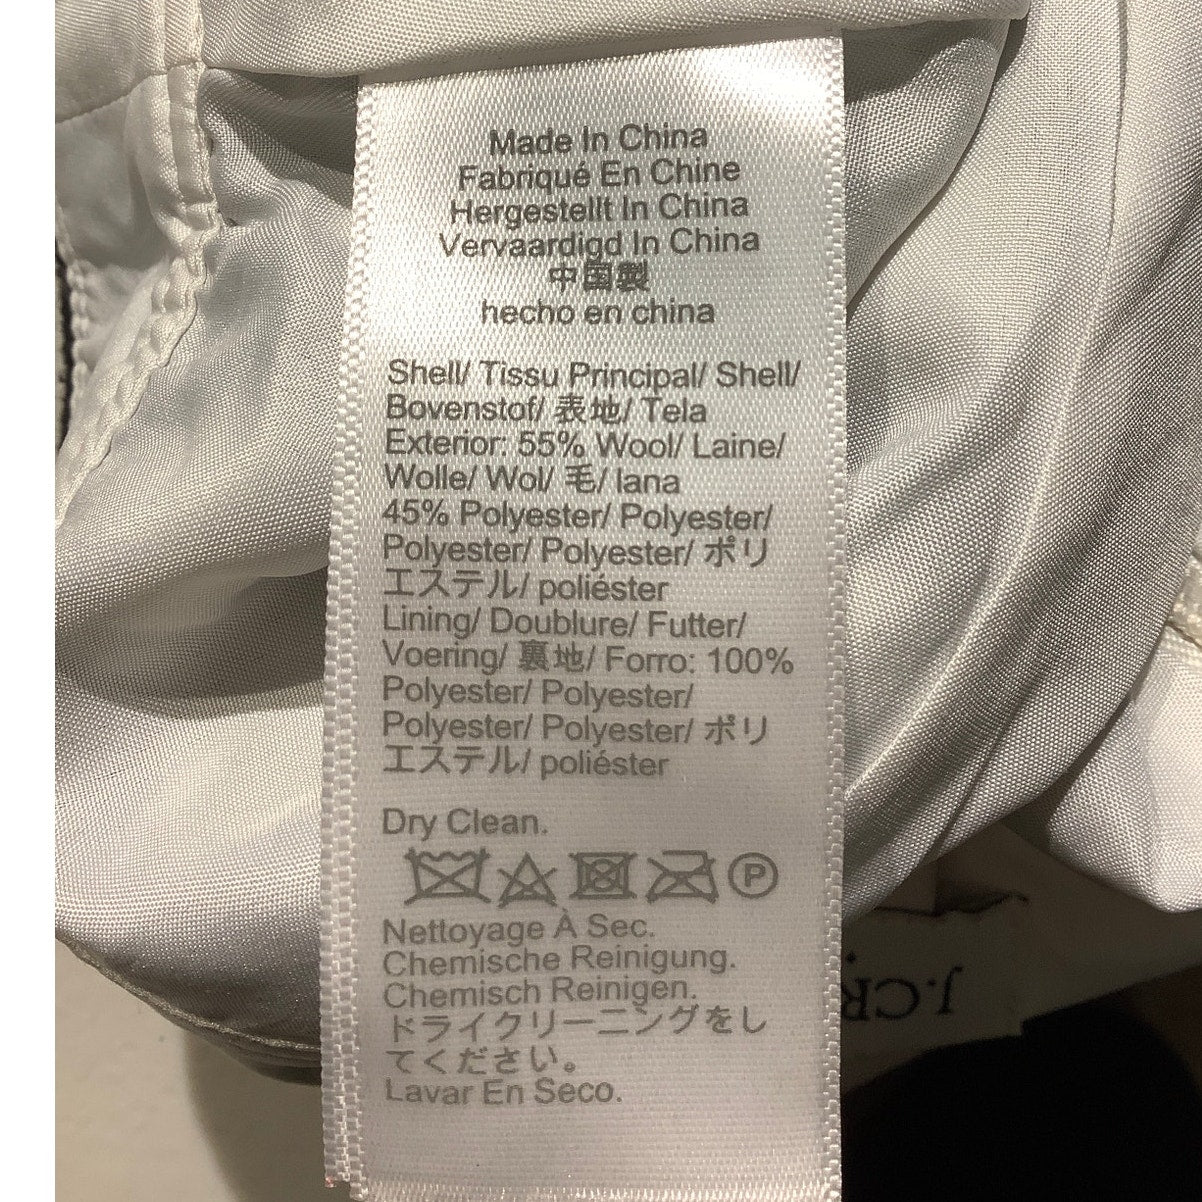 Made In China
Fabriqué En Chine
Hergestellt In China
Vervaardigd In China
中国製
hecho en china
Shell/ Tissu Principal/ Shell/
Bovenstof/ 表地/ Tela
Exterior: 55% Wool/ Laine/
Wolle/ Wol/ 毛/ lana
45% Polyester/ Polyester/
Polyester/ Polyester/ ポリ
エステル/ poliéster
Lining/ Doublure/ Futter/
Voering/ 裏地/ Forro: 100%
Polyester/ Polyester/
Polyester/ Polyester/ ポリ
エステル/ poliéster
Dry Clean.
P
Nettoyage À Sec.
Chemische Reinigung.
Chemisch Reinigen.
ドライクリーニングをし
てください。
Lavar En Seco.